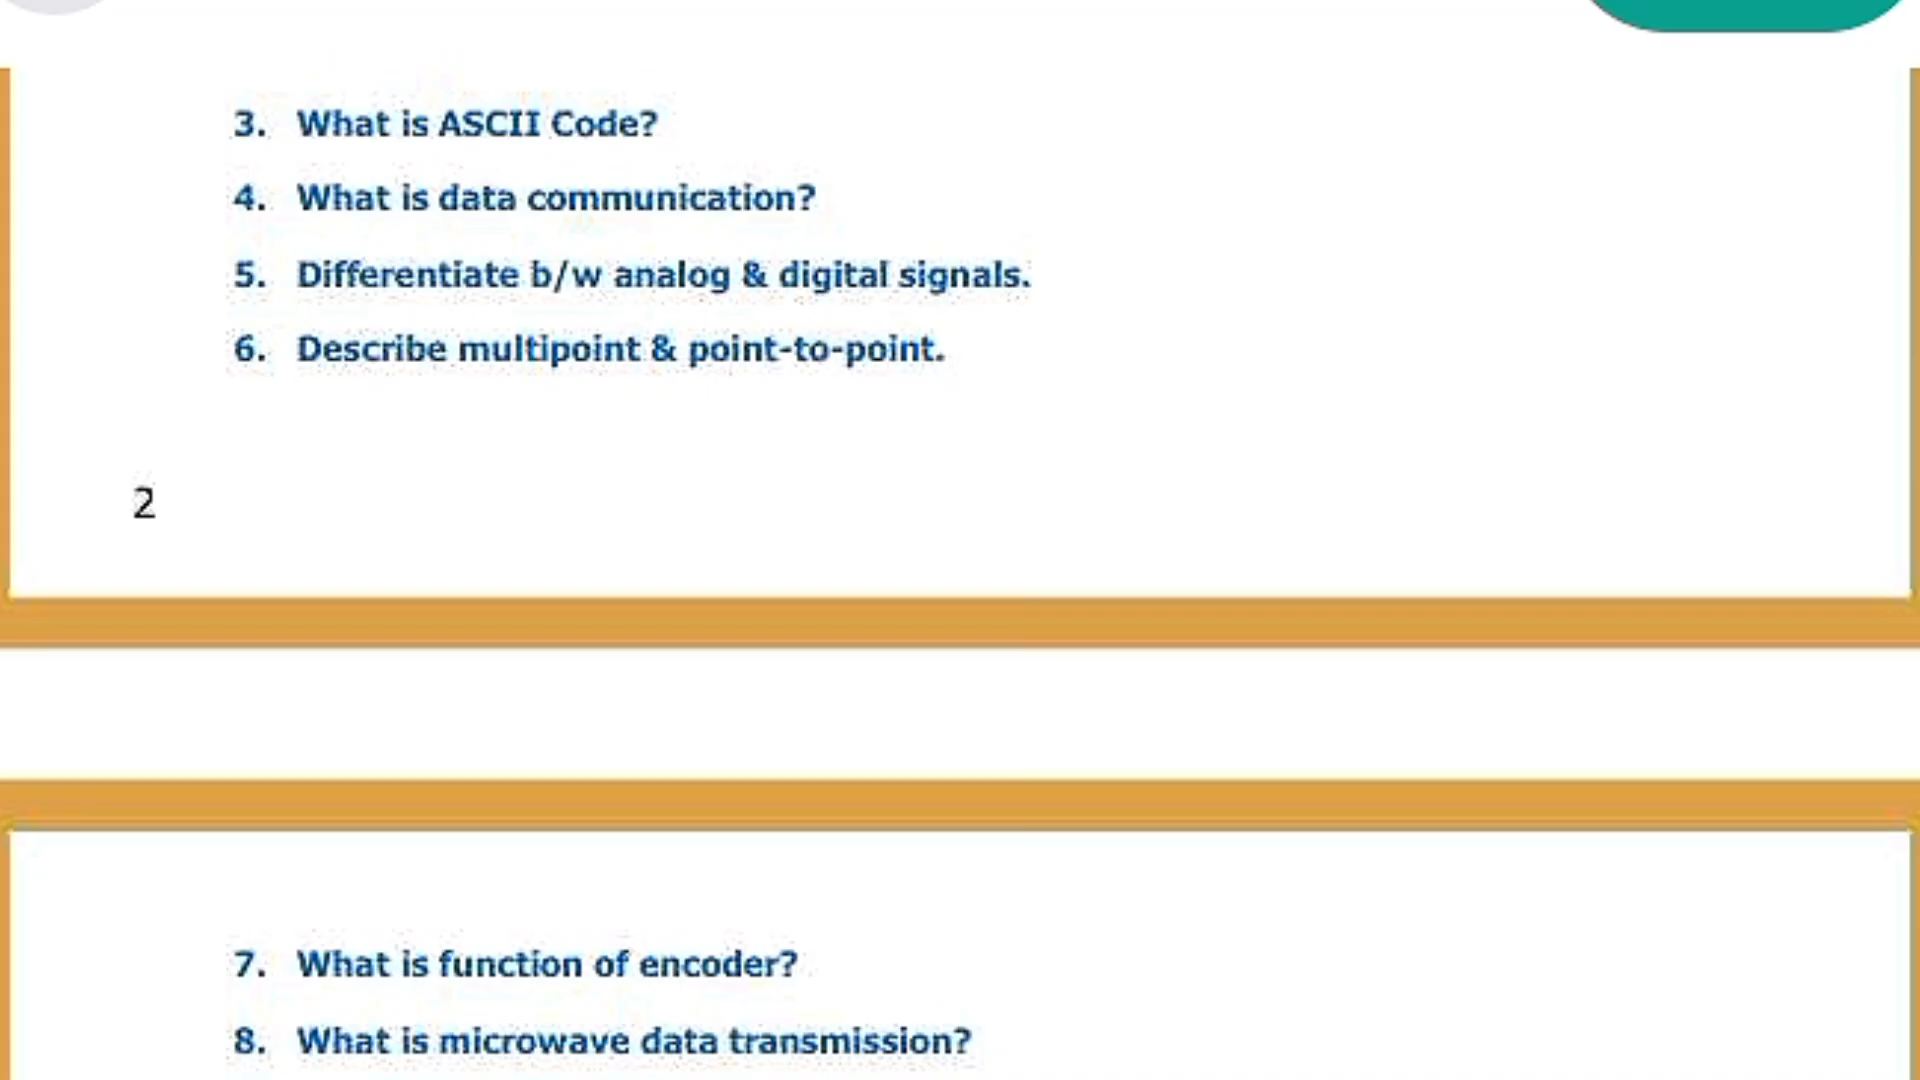 3. What is ASCII Code?
4. What is data communication?
5. Differentiate b/w analog & digital signals.
6. Describe multipoint & point-to-point.
2
7. What is function of encoder?
8. What is microwave data transmission?